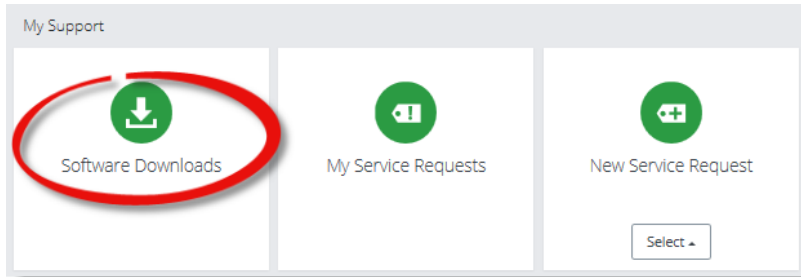 My Support
Software Downloads
My Service Requests
New Service Request
Select